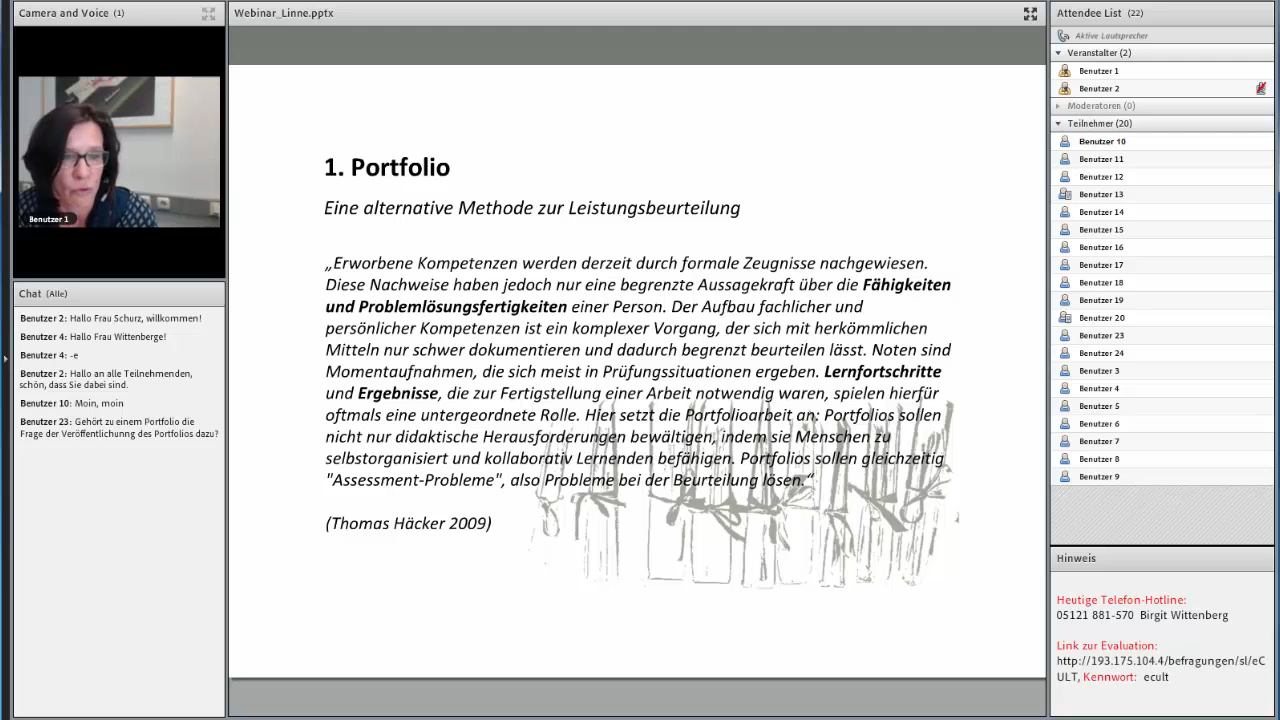 Camera and Voice (1)
Benutzer 1
Chat (Alle)
Benutzer 2: Hallo Frau Schurz, willkommen!
Benutzer 4: Hallo Frau Wittenberge!
Benutzer 4: -e
Benutzer 2: Hallo an alle Teilnehmenden,
schön, dass Sie dabei sind.
Benutzer 10: Moin, moin
Benutzer 23: Gehört zu einem Portfolio die
Frage der Veröffentlichung des Portfolios dazu?
Webinar_Linne.pptx
1. Portfolio
Eine alternative Methode zur Leistungsbeurteilung
„Erworbene Kompetenzen werden derzeit durch formale Zeugnisse nachgewiesen.
Diese Nachweise haben jedoch nur eine begrenzte Aussagekraft über die Fähigkeiten
und Problemlösungsfertigkeiten einer Person. Der Aufbau fachlicher und
persönlicher Kompetenzen ist ein komplexer Vorgang, der sich mit herkömmlichen
Mitteln nur schwer dokumentieren und dadurch begrenzt beurteilen lässt. Noten sind
Momentaufnahmen, die sich meist in Prüfungssituationen ergeben. Lernfortschritte
und Ergebnisse, die zur Fertigstellung einer Arbeit notwendig waren, spielen hierfür
oftmals eine untergeordnete Rolle. Hier setzt die Portfolioarbeit an: Portfolios sollen
nicht nur didaktische Herausforderungen bewältigen, indem sie Menschen zu
selbstorganisiert und kollaborativ Lernenden befähigen. Portfolios sollen gleichzeitig
"Assessment-Probleme", also Probleme bei der Beurteilung lösen.“
(Thomas Häcker 2009)
Attendee List (22)
Aktive Lautsprecher
Veranstalter (2)
Benutzer 1
Benutzer 2
Moderatoren (0)
Teilnehmer (20)
Benutzer 10
Benutzer 11
Benutzer 12
Benutzer 13
Benutzer 14
Benutzer 15
Benutzer 16
Benutzer 17
Benutzer 18
Benutzer 19
Benutzer 20
Benutzer 23
Benutzer 24
Benutzer 3
Benutzer 4
Benutzer 5
Benutzer 6
Benutzer 7
Benutzer 8
Benutzer 9
Hinweis
Heutige Telefon-Hotline:
05121 881-570 Birgit Wittenberg
Link zur Evaluation:
http://193.175.104.4/befragungen/sl/eC
ULT, Kennwort: ecult